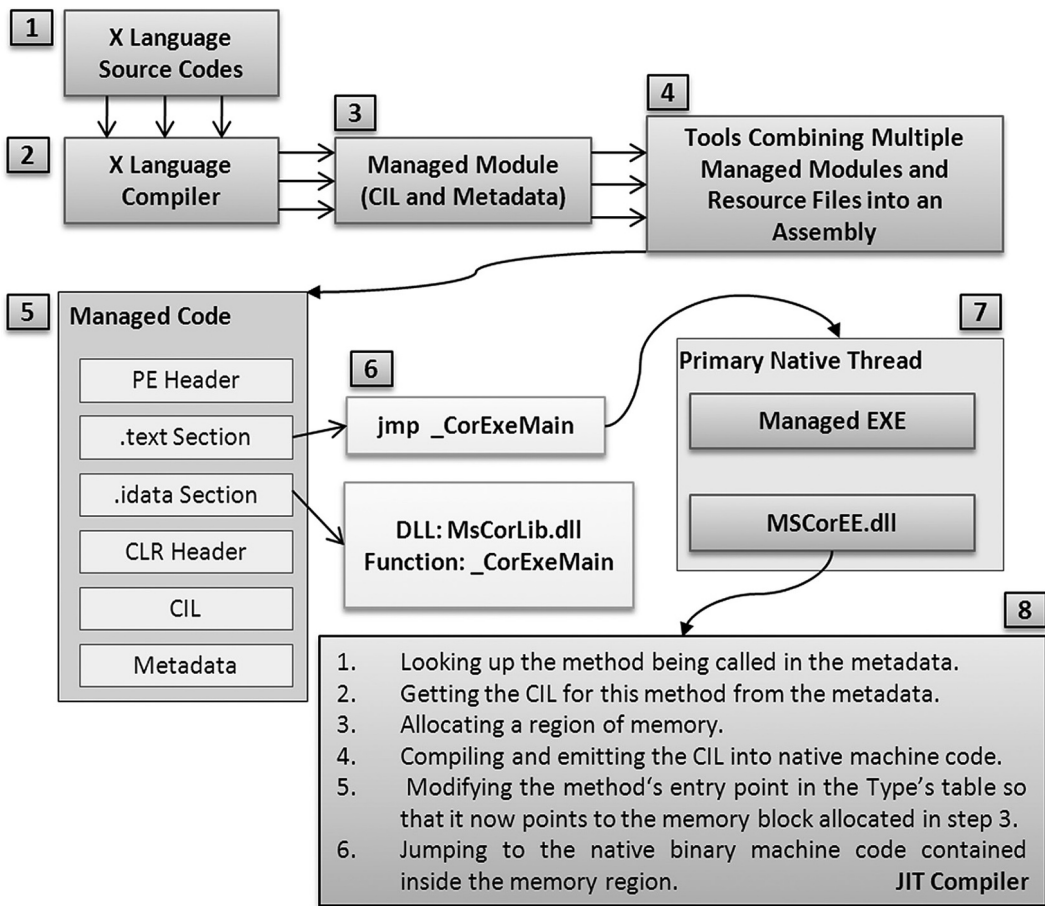 1
X Language
Source Codes
2
X Language
Compiler
3
Managed Module
(CIL and Metadata)
4
Tools Combining Multiple
Managed Modules and
Resource Files into an
Assembly
5
Managed Code
PE Header
.text Section
.idata Section
CLR Header
CIL
Metadata
6
jmp _CorExeMain
DLL: MsCorLib.dll
Function: _CorExeMain
7
Primary Native Thread
Managed EXE
MSCorEE.dll
8
1. Looking up the method being called in the metadata.
2. Getting the CIL for this method from the metadata.
3. Allocating a region of memory.
4. Compiling and emitting the CIL into native machine code.
5. Modifying the method‘s entry point in the Type’s table so
that it now points to the memory block allocated in step 3.
6. Jumping to the native binary machine code contained
inside the memory region. JIT Compiler